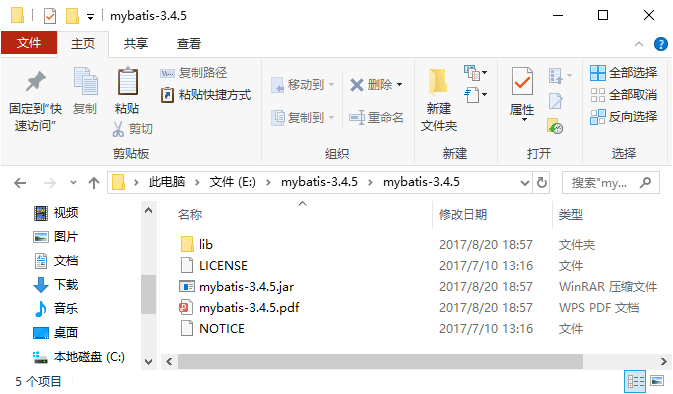 mybatis-3.4.5
文件 主页 共享 查看
固定到"快速访问"
复制
粘贴
复制路径
粘贴快捷方式
剪切
剪贴板
移动到
复制到
删除
重命名
组织
新建
文件夹
新建
属性
打开
全部选择
全部取消
反向选择
选择
此电脑 文件 (E:) mybatis-3.4.5 mybatis-3.4.5
搜索"my...
视频
图片
文档
下载
音乐
桌面
本地磁盘 (C:)
名称 修改日期 类型
lib 2017/8/20 18:57 文件夹
LICENSE 2017/7/10 13:16 文件
mybatis-3.4.5.jar 2017/8/20 18:57 WinRAR 压缩文件
mybatis-3.4.5.pdf 2017/8/20 18:57 WPS PDF 文档
NOTICE 2017/7/10 13:16 文件
5 个项目